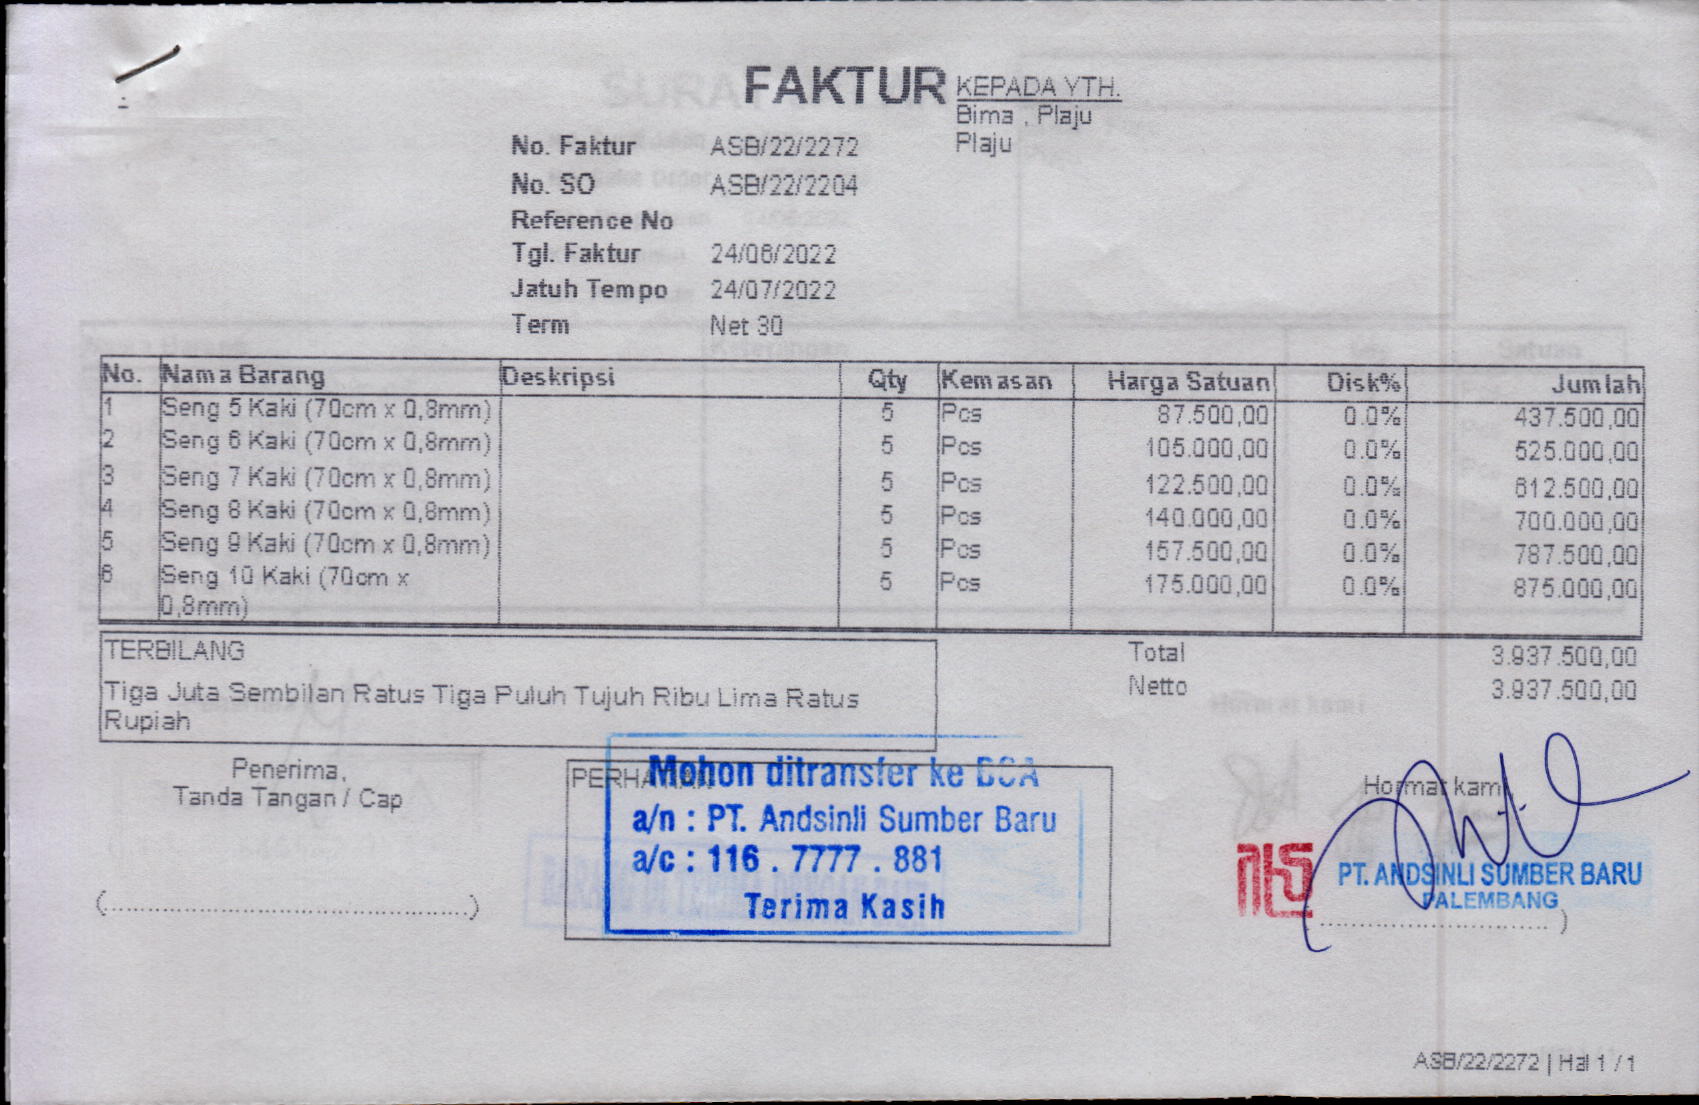 FAKTUR
KEPADA YTH.
Bima , Plaju
Plaju
No. Faktur ASB/22/2272
No. SO ASB/22/2204
Reference No
Tgl. Faktur 24/06/2022
Jatuh Tempo 24/07/2022
Term Net 30
No. Nama Barang Deskripsi Qty Kemasan Harga Satuan Disk% Jumlah
1 Seng 5 Kaki (70cm x 0,8mm) 5 Pcs 87.500,00 0.0% 437.500,00
2 Seng 6 Kaki (70cm x 0,8mm) 5 Pcs 105.000,00 0.0% 525.000,00
3 Seng 7 Kaki (70cm x 0,8mm) 5 Pcs 122.500,00 0.0% 612.500,00
4 Seng 8 Kaki (70cm x 0,8mm) 5 Pcs 140.000,00 0.0% 700.000,00
5 Seng 9 Kaki (70cm x 0,8mm) 5 Pcs 157.500,00 0.0% 787.500,00
6 Seng 10 Kaki (70cm x 5 Pcs 175.000,00 0.0% 875.000,00
0,8mm)
TERBILANG
Tiga Juta Sembilan Ratus Tiga Puluh Tujuh Ribu Lima Ratus
Rupiah
Total 3.937.500,00
Netto 3.937.500,00
Penerima,
Tanda Tangan / Cap
(..........................................)
PERHATIAN
Mohon ditransfer ke BCA
a/n : PT. Andsinli Sumber Baru
a/c : 116 . 7777 . 881
Terima Kasih
Hormat kami,
PT. ANDSINLI SUMBER BARU
PALEMBANG
ASB/22/2272 | Hal 1 / 1